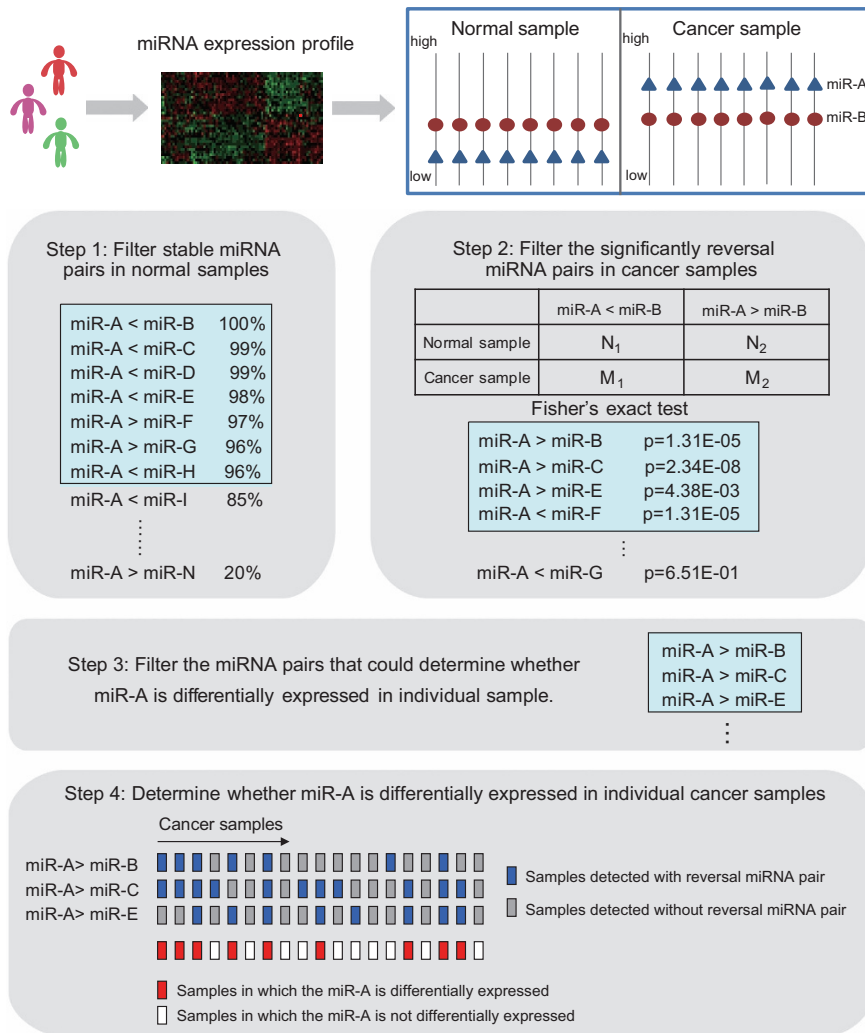 miRNA expression profile
Normal sample
high
low
Cancer sample
high
low
miR-A
miR-B
Step 1: Filter stable miRNA
pairs in normal samples
miR-A < miR-B 100%
miR-A < miR-C 99%
miR-A < miR-D 99%
miR-A < miR-E 98%
miR-A > miR-F 97%
miR-A > miR-G 96%
miR-A < miR-H 96%
miR-A < miR-I 85%
miR-A > miR-N 20%
Step 2: Filter the significantly reversal
miRNA pairs in cancer samples
miR-A < miR-B miR-A > miR-B
Normal sample N1 N2
Cancer sample M1 M2
Fisher's exact test
miR-A > miR-B p=1.31E-05
miR-A > miR-C p=2.34E-08
miR-A > miR-E p=4.38E-03
miR-A < miR-F p=1.31E-05
miR-A < miR-G p=6.51E-01
Step 3: Filter the miRNA pairs that could determine whether
miR-A is differentially expressed in individual sample.
miR-A > miR-B
miR-A > miR-C
miR-A > miR-E
Step 4: Determine whether miR-A is differentially expressed in individual cancer samples
Cancer samples
miR-A> miR-B
miR-A> miR-C
miR-A> miR-E
Samples detected with reversal miRNA pair
Samples detected without reversal miRNA pair
Samples in which the miR-A is differentially expressed
Samples in which the miR-A is not differentially expressed